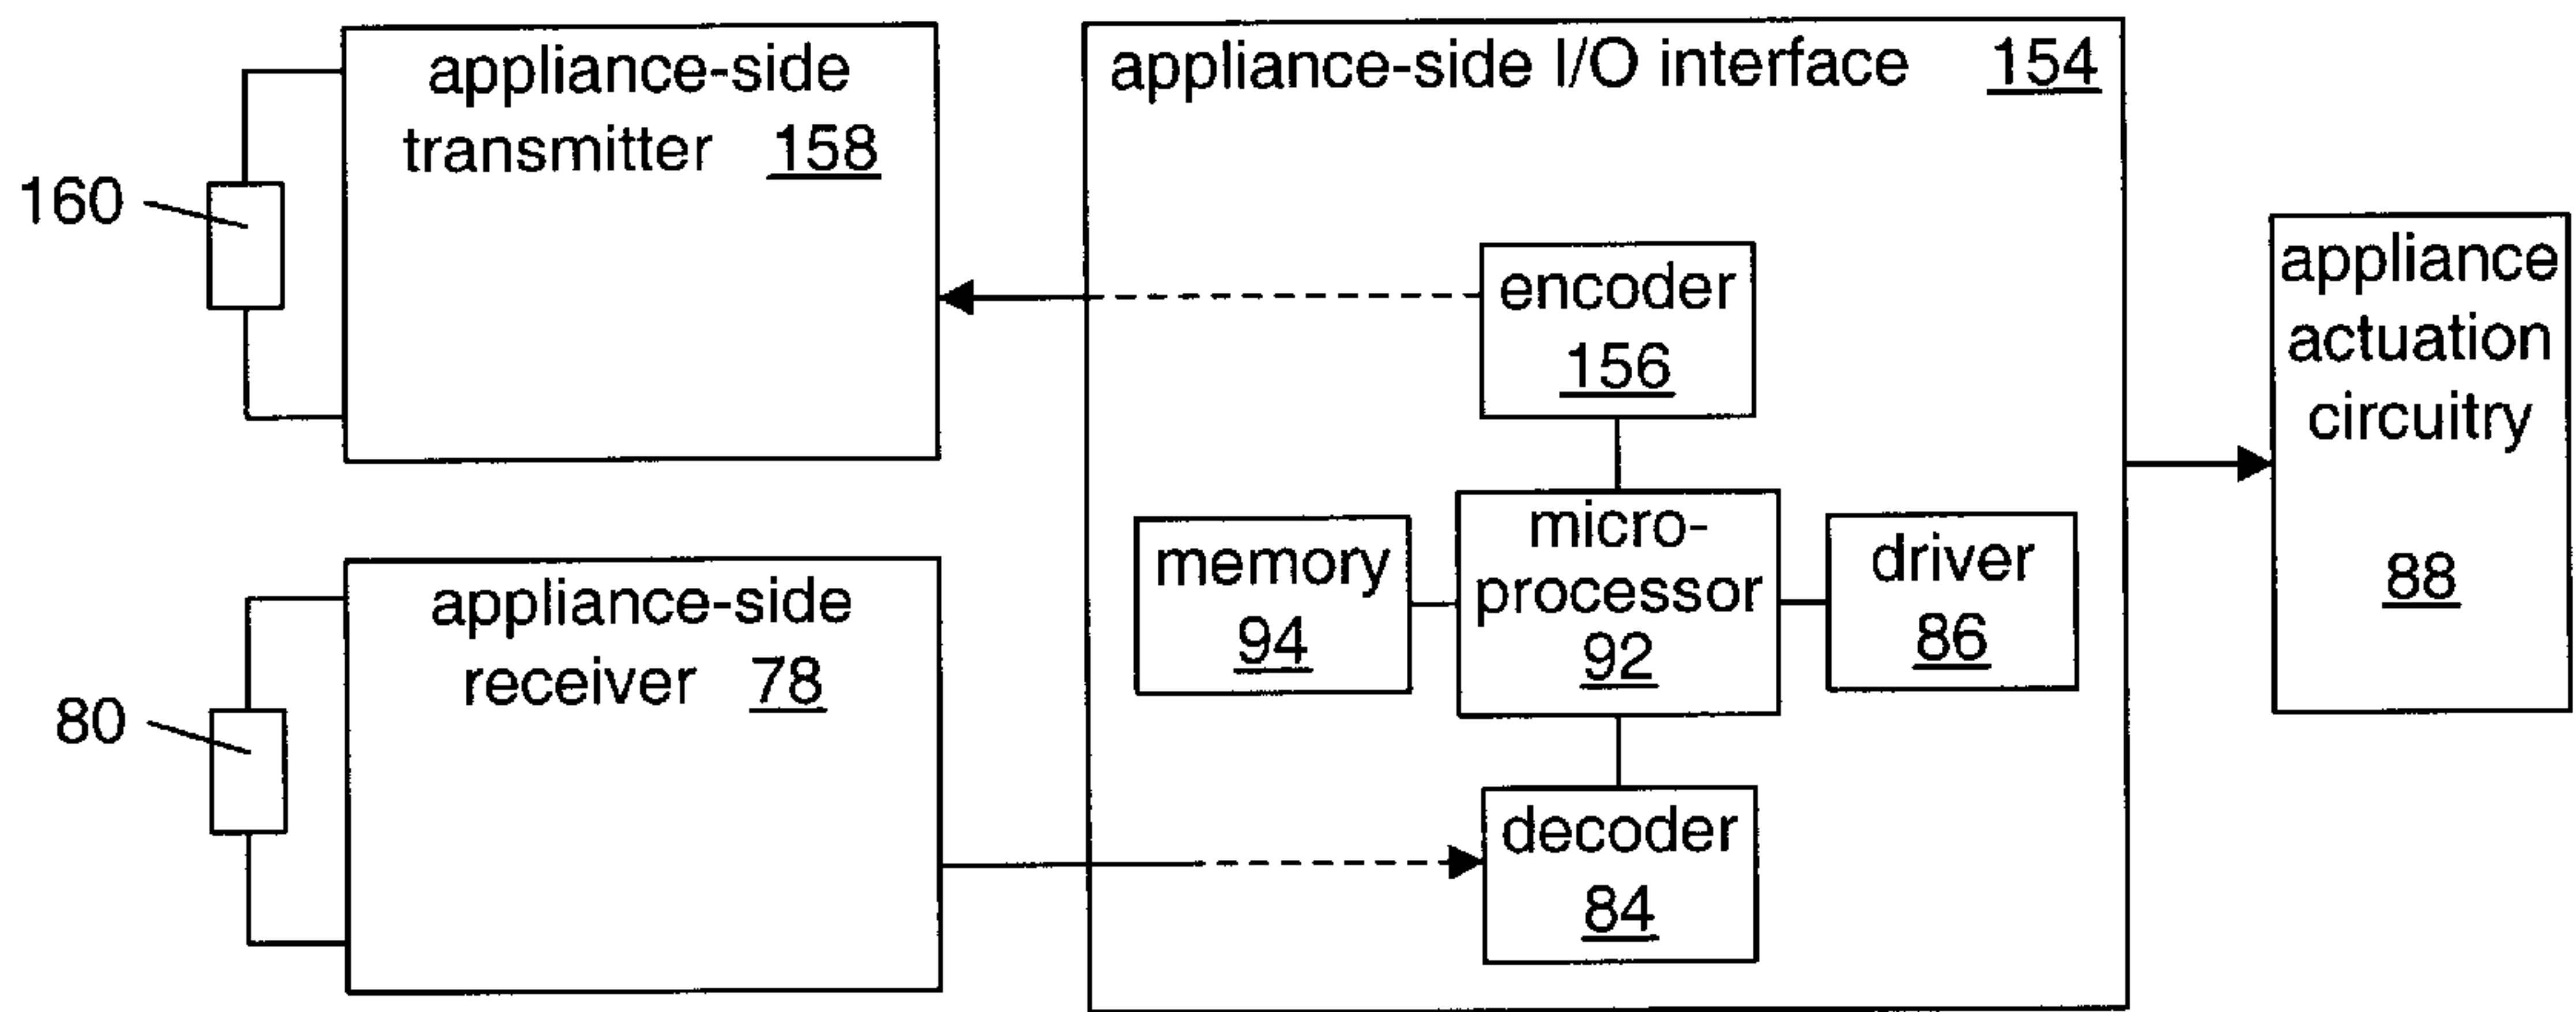 appliance-side
transmitter 158
160
appliance-side
receiver 78
80
appliance-side I/O interface 154
encoder
156
memory
94
micro-
processor
92
driver
86
decoder
84
appliance
actuation
circuitry
88